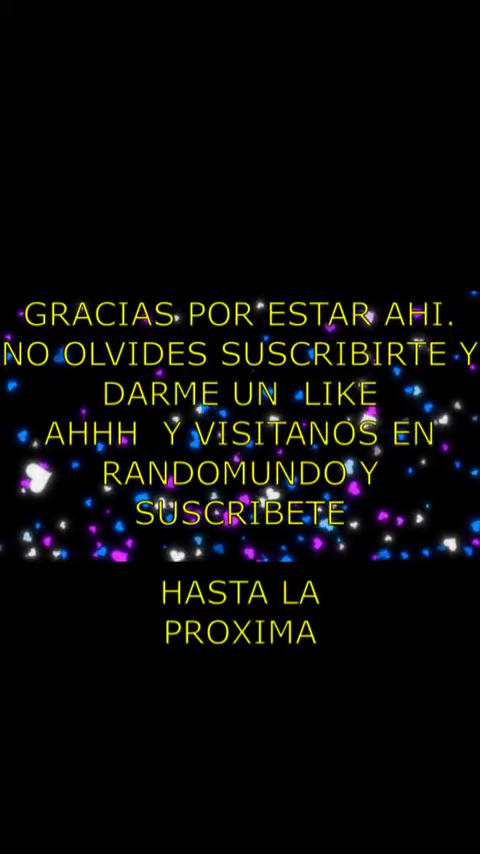 GRACIAS POR ESTAR AHI.
NO OLVIDES SUSCRIBIRTE Y
DARME UN LIKE
AHHH Y VISITANOS EN
RANDOMUNDO Y
SUSCRIBETE
HASTA LA
PROXIMA